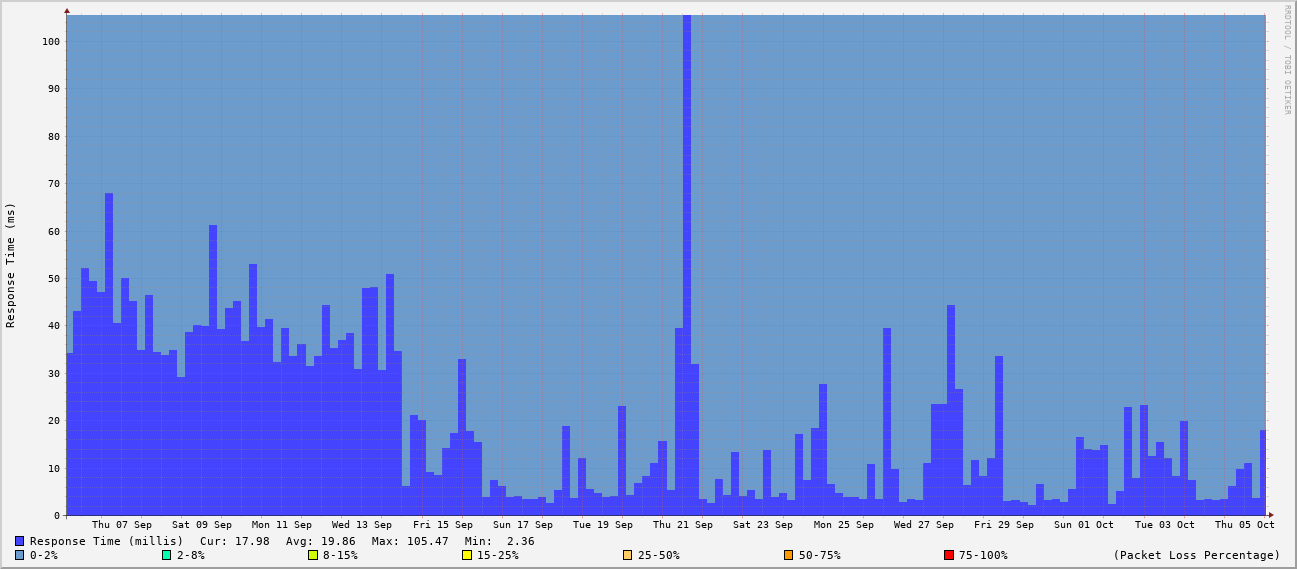 RRDTOOL / TOBI OETIKER
Response Time (ms)
100
90
80
70
60
50
40
30
20
10
0
Thu 07 Sep Sat 09 Sep Mon 11 Sep Wed 13 Sep Fri 15 Sep Sun 17 Sep Tue 19 Sep Thu 21 Sep Sat 23 Sep Mon 25 Sep Wed 27 Sep Fri 29 Sep Sun 01 Oct Tue 03 Oct Thu 05 Oct
Response Time (millis) Cur: 17.98 Avg: 19.86 Max: 105.47 Min: 2.36
0-2% 2-8% 8-15% 15-25% 25-50% 50-75% 75-100% (Packet Loss Percentage)